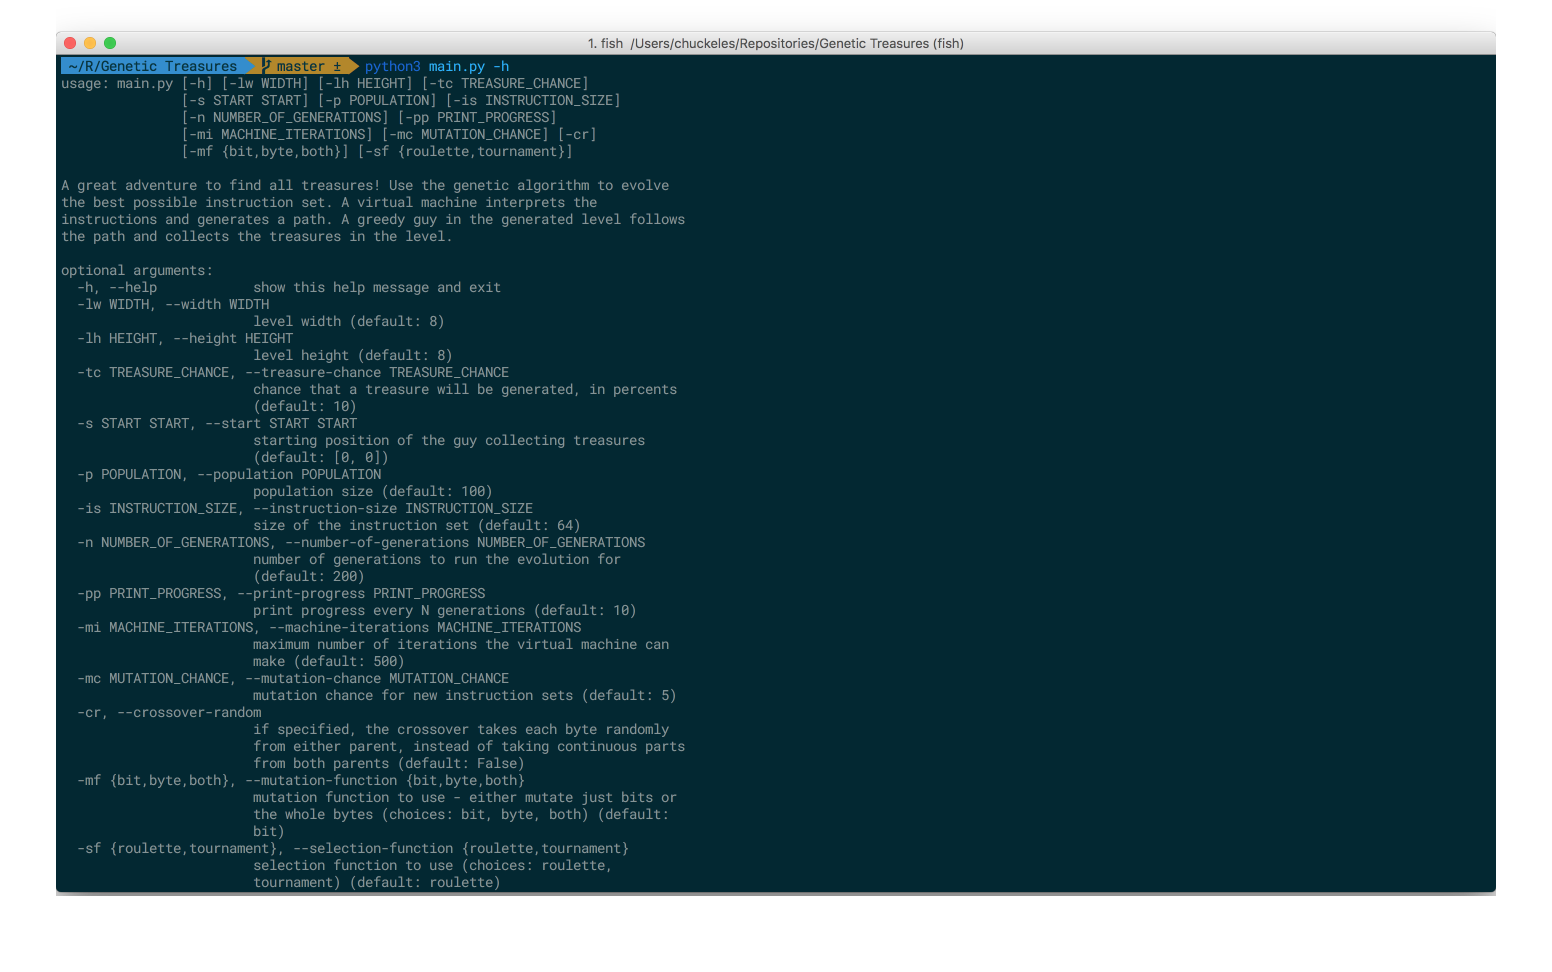 1. fish  /Users/chuckeles/Repositories/Genetic Treasures (fish)
~/R/Genetic Treasures master ± python3 main.py -h
usage: main.py [-h] [-lw WIDTH] [-lh HEIGHT] [-tc TREASURE_CHANCE]
[-s START START] [-p POPULATION] [-is INSTRUCTION_SIZE]
[-n NUMBER_OF_GENERATIONS] [-pp PRINT_PROGRESS]
[-mi MACHINE_ITERATIONS] [-mc MUTATION_CHANCE] [-cr]
[-mf {bit,byte,both}] [-sf {roulette,tournament}]
A great adventure to find all treasures! Use the genetic algorithm to evolve
the best possible instruction set. A virtual machine interprets the
instructions and generates a path. A greedy guy in the generated level follows
the path and collects the treasures in the level.
optional arguments:
-h, --help            show this help message and exit
-lw WIDTH, --width WIDTH
level width (default: 8)
-lh HEIGHT, --height HEIGHT
level height (default: 8)
-tc TREASURE_CHANCE, --treasure-chance TREASURE_CHANCE
chance that a treasure will be generated, in percents
(default: 10)
-s START START, --start START START
starting position of the guy collecting treasures
(default: [0, 0])
-p POPULATION, --population POPULATION
population size (default: 100)
-is INSTRUCTION_SIZE, --instruction-size INSTRUCTION_SIZE
size of the instruction set (default: 64)
-n NUMBER_OF_GENERATIONS, --number-of-generations NUMBER_OF_GENERATIONS
number of generations to run the evolution for
(default: 200)
-pp PRINT_PROGRESS, --print-progress PRINT_PROGRESS
print progress every N generations (default: 10)
-mi MACHINE_ITERATIONS, --machine-iterations MACHINE_ITERATIONS
maximum number of iterations the virtual machine can
make (default: 500)
-mc MUTATION_CHANCE, --mutation-chance MUTATION_CHANCE
mutation chance for new instruction sets (default: 5)
-cr, --crossover-random
if specified, the crossover takes each byte randomly
from either parent, instead of taking continuous parts
from both parents (default: False)
-mf {bit,byte,both}, --mutation-function {bit,byte,both}
mutation function to use - either mutate just bits or
the whole bytes (choices: bit, byte, both) (default:
bit)
-sf {roulette,tournament}, --selection-function {roulette,tournament}
selection function to use (choices: roulette,
tournament) (default: roulette)